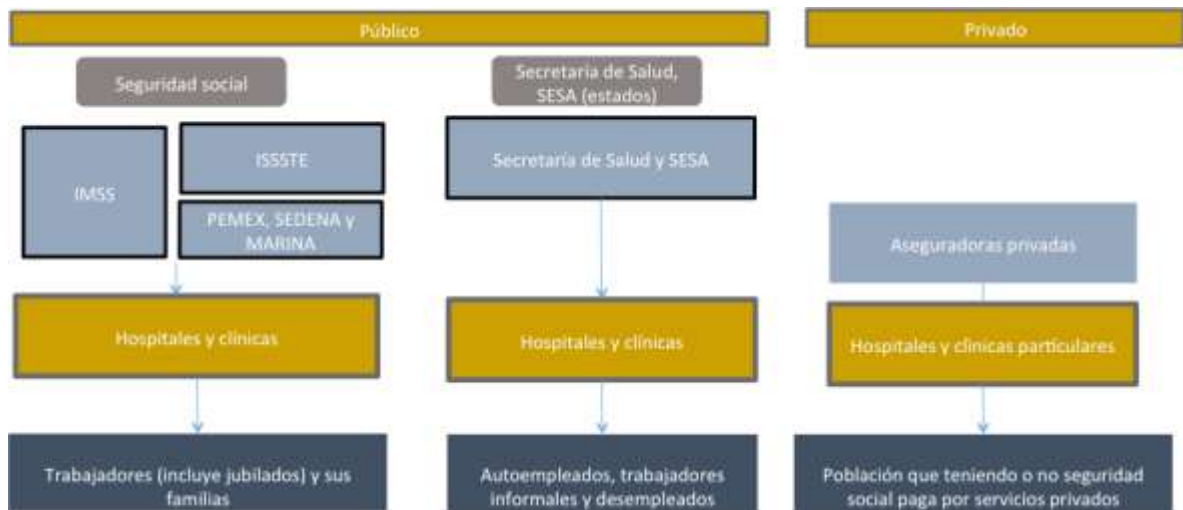 Público
Privado
Seguridad social
Secretaría de Salud,
SESA (estados)
IMSS
ISSSTE
PEMEX, SEDENA y
MARINA
Secretaría de Salud y SESA
Aseguradoras privadas
Hospitales y clínicas
Hospitales y clínicas
Hospitales y clínicas particulares
Trabajadores (incluye jubilados) y sus
familias
Autoempleados, trabajadores
informales y desempleados
Población que teniendo o no seguridad
social paga por servicios privados